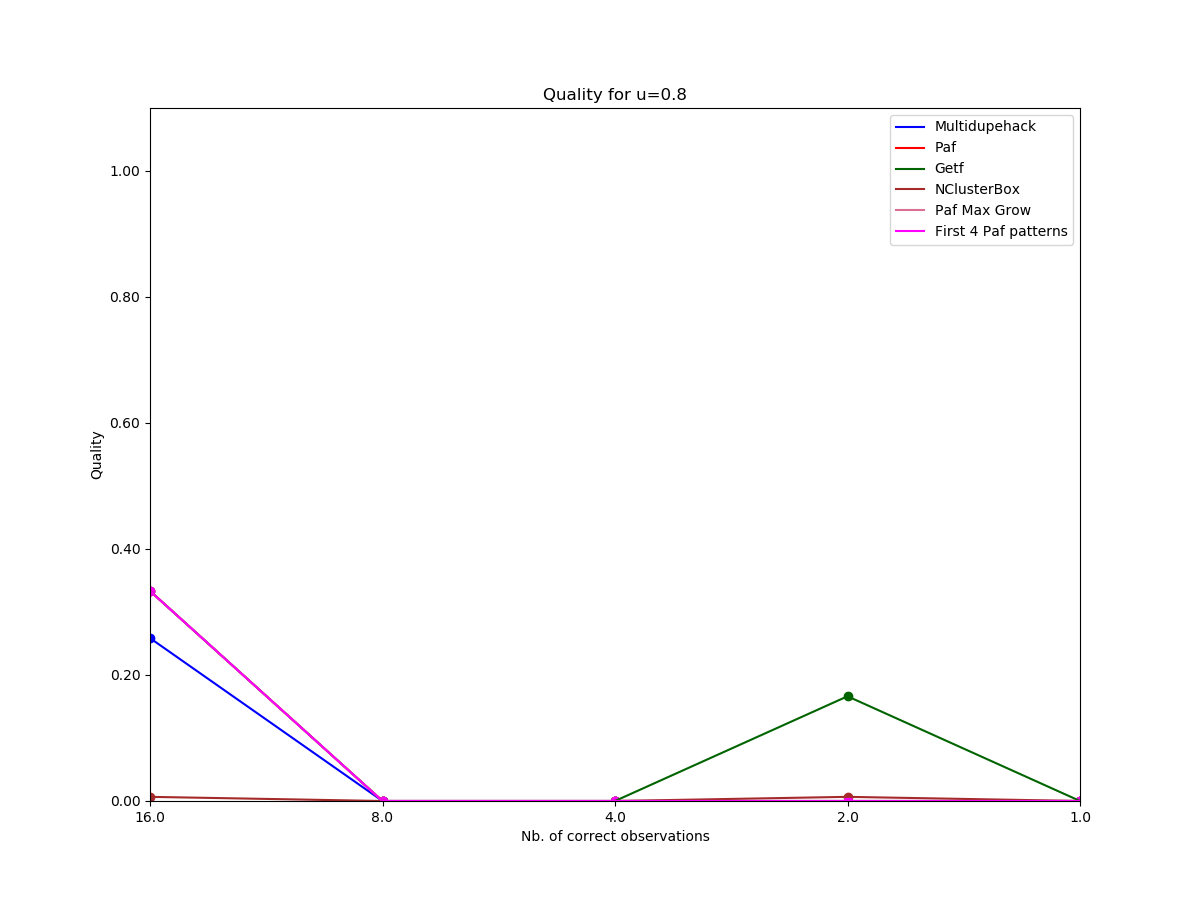 Quality for u=0.8
Multidupehack
Paf
Getf
NClusterBox
Paf Max Grow
First 4 Paf patterns
1.00
0.80
0.60
0.40
0.20
0.00
Quality
16.0 8.0 4.0 2.0 1.0
Nb. of correct observations